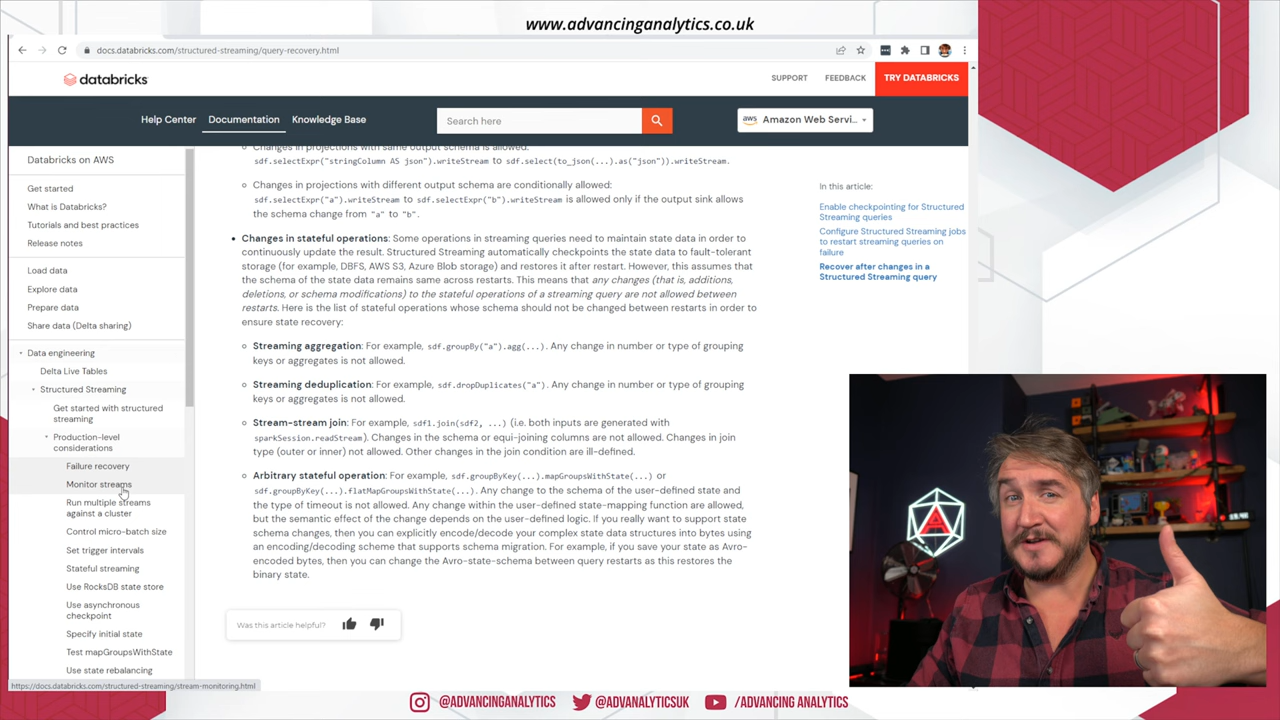 www.advancinganalytics.co.uk
docs.databricks.com/structured-streaming/query-recovery.html
databricks
SUPPORT
FEEDBACK
TRY DATABRICKS
Help Center
Documentation
Knowledge Base
Search here
aws
Amazon Web Servi...
Databricks on AWS
Get started
What is Databricks?
Tutorials and best practices
Release notes
Load data
Explore data
Prepare data
Share data (Delta sharing)
Data engineering
Delta Live Tables
Structured Streaming
Get started with structured
streaming
Production-level
considerations
Failure recovery
Monitor streams
Run multiple streams
against a cluster
Control micro-batch size
Set trigger intervals
Stateful streaming
Use RocksDB state store
Use asynchronous
checkpoint
Specify initial state
Test mapGroupsWithState
Use state rebalancing
Changes in projections with same output schema is allowed:
sdf.selectExpr("stringColumn AS json").writeStream to sdf.select(to_json(...).as("json")).writeStream.
Changes in projections with different output schema are conditionally allowed:
sdf.selectExpr("a").writeStream to sdf.selectExpr("b").writeStream is allowed only if the output sink allows
the schema change from "a" to "b".
Changes in stateful operations: Some operations in streaming queries need to maintain state data in order to
continuously update the result. Structured Streaming automatically checkpoints the state data to fault-tolerant
storage (for example, DBFS, AWS S3, Azure Blob storage) and restores it after restart. However, this assumes that
the schema of the state data remains same across restarts. This means that any changes (that is, additions,
deletions, or schema modifications) to the stateful operations of a streaming query are not allowed between
restarts. Here is the list of stateful operations whose schema should not be changed between restarts in order to
ensure state recovery:
Streaming aggregation: For example, sdf.groupBy("a").agg(...). Any change in number or type of grouping
keys or aggregates is not allowed.
Streaming deduplication: For example, sdf.dropDuplicates("a"). Any change in number or type of grouping
keys or aggregates is not allowed.
Stream-stream join: For example, sdf1.join(sdf2, ...) (i.e. both inputs are generated with
sparkSession.readStream). Changes in the schema or equi-joining columns are not allowed. Changes in join
type (outer or inner) not allowed. Other changes in the join condition are ill-defined.
Arbitrary stateful operation: For example, sdf.groupByKey(...).mapGroupsWithState(...) or
sdf.groupByKey(...).flatMapGroupsWithState(...). Any change to the schema of the user-defined state and
the type of timeout is not allowed. Any change within the user-defined state-mapping function are allowed,
but the semantic effect of the change depends on the user-defined logic. If you really want to support state
schema changes, then you can explicitly encode/decode your complex state data structures into bytes using
an encoding/decoding scheme that supports schema migration. For example, if you save your state as Avro-
encoded bytes, then you can change the Avro-state-schema between query restarts as this restores the
binary state.
Was this article helpful?
In this article:
Enable checkpointing for Structured
Streaming queries
Configure Structured Streaming jobs
to restart streaming queries on
failure
Recover after changes in a
Structured Streaming query
https://docs.databricks.com/structured-streaming/stream-monitoring.html
@ADVANCINGANALYTICS
@ADVANALYTICSUK
/ADVANCING ANALYTICS